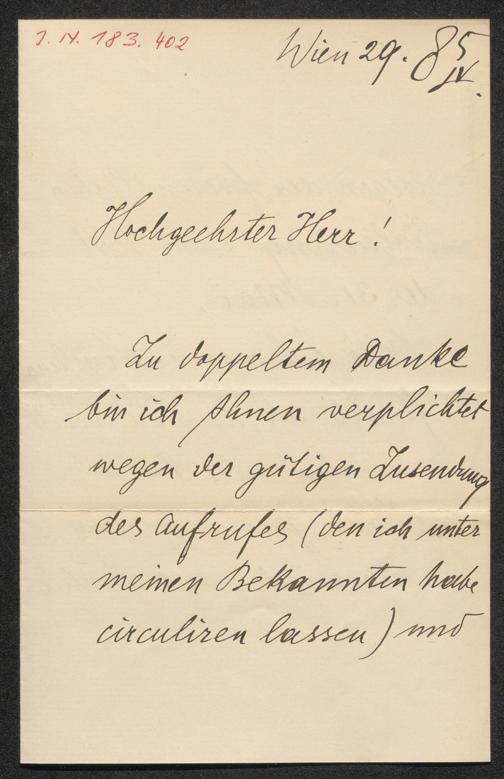 J. N. 183.402
Wien 29. 85
IV.
Hochgeehrter Herr!
Zu doppeltem Danke
bin ich Ihnen verplichtet
wegen der gütigen Zusendung
des Aufrufes (den ich unter
meinen Bekannten habe
circuliren lassen) und